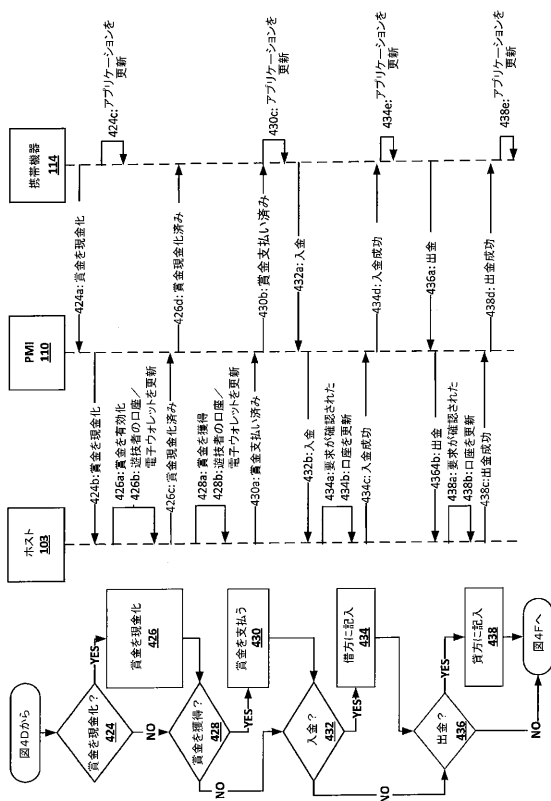 図4Dから
賞金を現金化？
424
YES
NO
賞金を現金化
426
賞金を獲得？
428
YES
NO
賞金を支払う
430
入金？
432
YES
NO
借方に記入
434
出金？
436
YES
NO
貸方に記入
438
図4Fへ
ホスト
103
PMI
110
携帯機器
114
424a: 賞金を現金化
424b: 賞金を現金化
424c: アプリケーションを
更新
426a: 賞金を有効化
426b: 遊技者の口座／
電子ウォレットを更新
426c: 賞金現金化済み
426d: 賞金現金化済み
428a: 賞金を獲得
428b: 遊技者の口座／
電子ウォレットを更新
430a: 賞金支払い済み
430b: 賞金支払い済み
430c: アプリケーションを
更新
432a: 入金
432b: 入金
434a: 要求が確認された
434b: 口座を更新
434c: 入金成功
434d: 入金成功
434e: アプリケーションを
更新
436a: 出金
4364b: 出金
438a: 要求が確認された
438b: 口座を更新
438c: 出金成功
438d: 出金成功
438e: アプリケーションを
更新